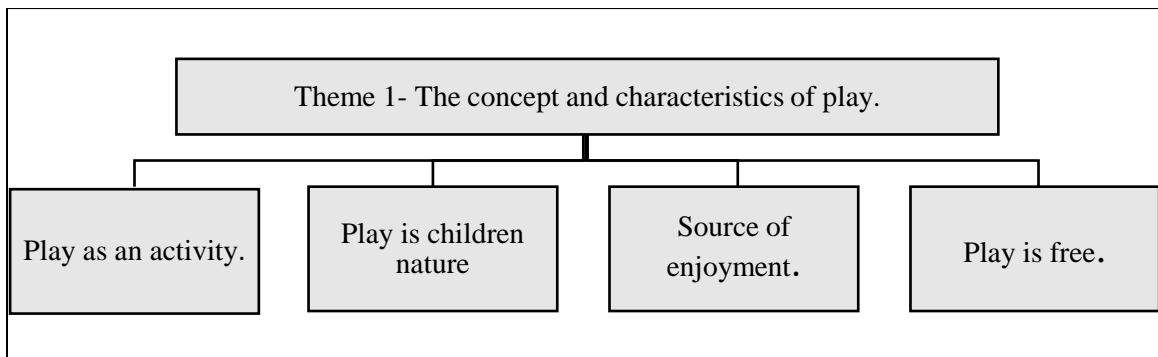 Theme 1- The concept and characteristics of play.
Play as an activity.
Play is children
nature
Source of
enjoyment.
Play is free.